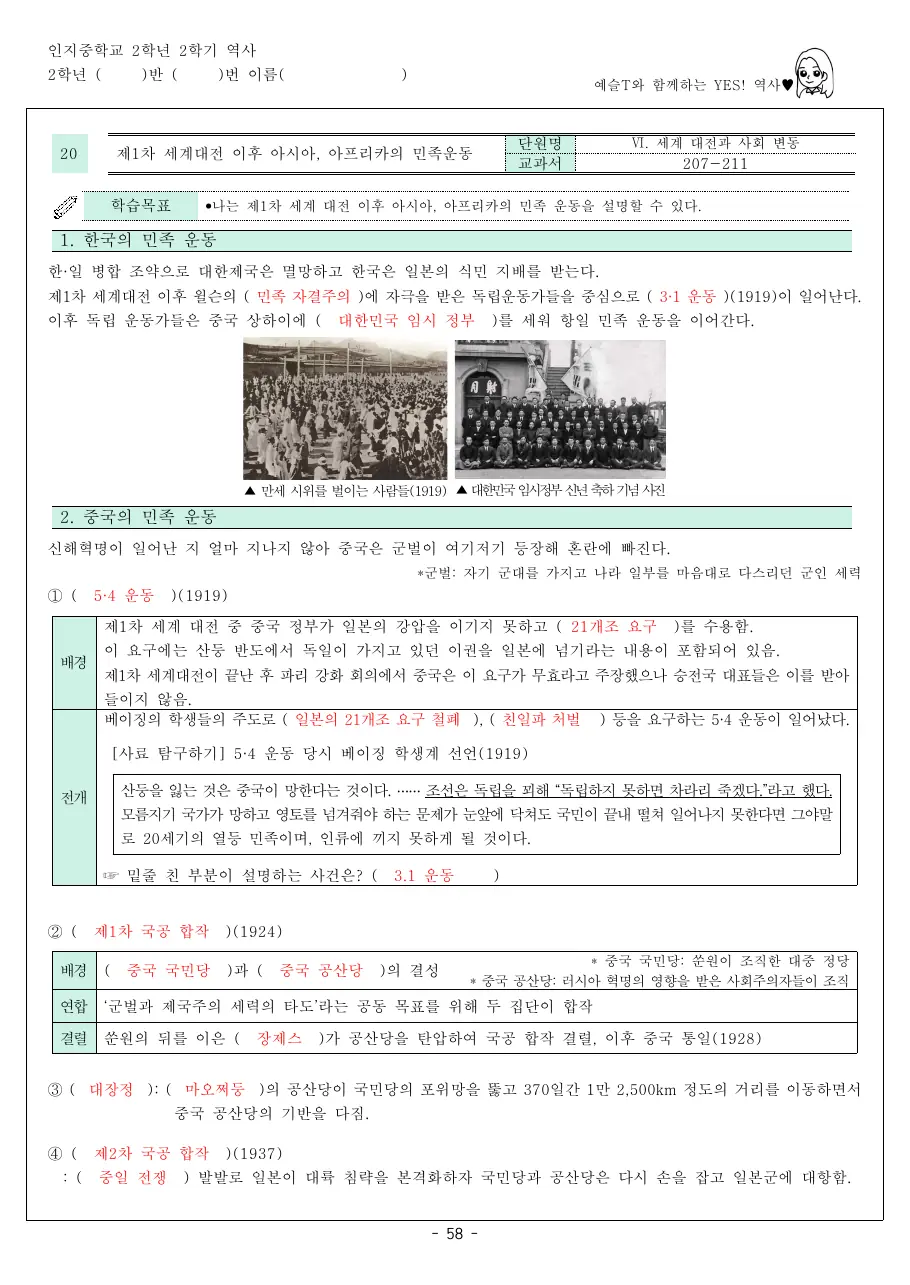 인지중학교 2학년 2학기 역사
2학년 ( )반 ( )번 이름( )
예슬T와 함께하는 YES! 역사♥
20
제1차 세계대전 이후 아시아, 아프리카의 민족운동
단원명
Ⅵ. 세계 대전과 사회 변동
교과서
207-211
학습목표
•나는 제1차 세계 대전 이후 아시아, 아프리카의 민족 운동을 설명할 수 있다.
1. 한국의 민족 운동
한·일 병합 조약으로 대한제국은 멸망하고 한국은 일본의 식민 지배를 받는다.
제1차 세계대전 이후 윌슨의 ( 민족 자결주의 )에 자극을 받은 독립운동가들을 중심으로 ( 3·1 운동 )(1919)이 일어난다.
이후 독립 운동가들은 중국 상하이에 ( 대한민국 임시 정부 )를 세워 항일 민족 운동을 이어간다.
▲ 만세 시위를 벌이는 사람들(1919)
▲ 대한민국 임시정부 신년 축하 기념 사진
2. 중국의 민족 운동
신해혁명이 일어난 지 얼마 지나지 않아 중국은 군벌이 여기저기 등장해 혼란에 빠진다.
*군벌: 자기 군대를 가지고 나라 일부를 마음대로 다스리던 군인 세력
① ( 5·4 운동 )(1919)
배경
제1차 세계 대전 중 중국 정부가 일본의 강압을 이기지 못하고 ( 21개조 요구 )를 수용함.
이 요구에는 산둥 반도에서 독일이 가지고 있던 이권을 일본에 넘기라는 내용이 포함되어 있음.
제1차 세계대전이 끝난 후 파리 강화 회의에서 중국은 이 요구가 무효라고 주장했으나 승전국 대표들은 이를 받아
들이지 않음.
전개
베이징의 학생들의 주도로 ( 일본의 21개조 요구 철폐 ), ( 친일파 처벌 ) 등을 요구하는 5·4 운동이 일어났다.
[사료 탐구하기] 5·4 운동 당시 베이징 학생계 선언(1919)
산둥을 잃는 것은 중국이 망한다는 것이다. …… 조선은 독립을 꾀해 “독립하지 못하면 차라리 죽겠다.”라고 했다.
모름지기 국가가 망하고 영토를 넘겨줘야 하는 문제가 눈앞에 닥쳐도 국민이 끝내 떨쳐 일어나지 못한다면 그야말
로 20세기의 열등 민족이며, 인류에 끼지 못하게 될 것이다.
☞ 밑줄 친 부분이 설명하는 사건은? ( 3.1 운동 )
② ( 제1차 국공 합작 )(1924)
배경
( 중국 국민당 )과 ( 중국 공산당 )의 결성
* 중국 국민당: 쑨원이 조직한 대중 정당
* 중국 공산당: 러시아 혁명의 영향을 받은 사회주의자들이 조직
연합
‘군벌과 제국주의 세력의 타도’라는 공동 목표를 위해 두 집단이 합작
결렬
쑨원의 뒤를 이은 ( 장제스 )가 공산당을 탄압하여 국공 합작 결렬, 이후 중국 통일(1928)
③ ( 대장정 ): ( 마오쩌둥 )의 공산당이 국민당의 포위망을 뚫고 370일간 1만 2,500km 정도의 거리를 이동하면서
중국 공산당의 기반을 다짐.
④ ( 제2차 국공 합작 )(1937)
: ( 중일 전쟁 ) 발발로 일본이 대륙 침략을 본격화하자 국민당과 공산당은 다시 손을 잡고 일본군에 대항함.
- 58 -